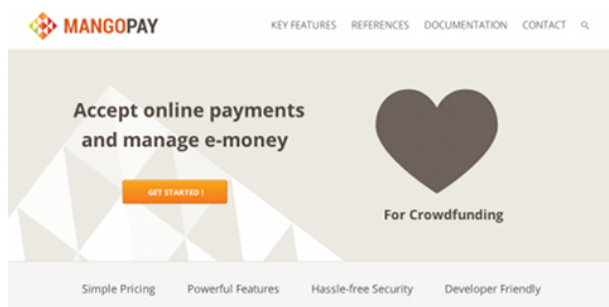 MANGOPAY
KEY FEATURES REFERENCES DOCUMENTATION CONTACT
Accept online payments
and manage e-money
GET STARTED !
For Crowdfunding
Simple Pricing Powerful Features Hassle-free Security Developer Friendly